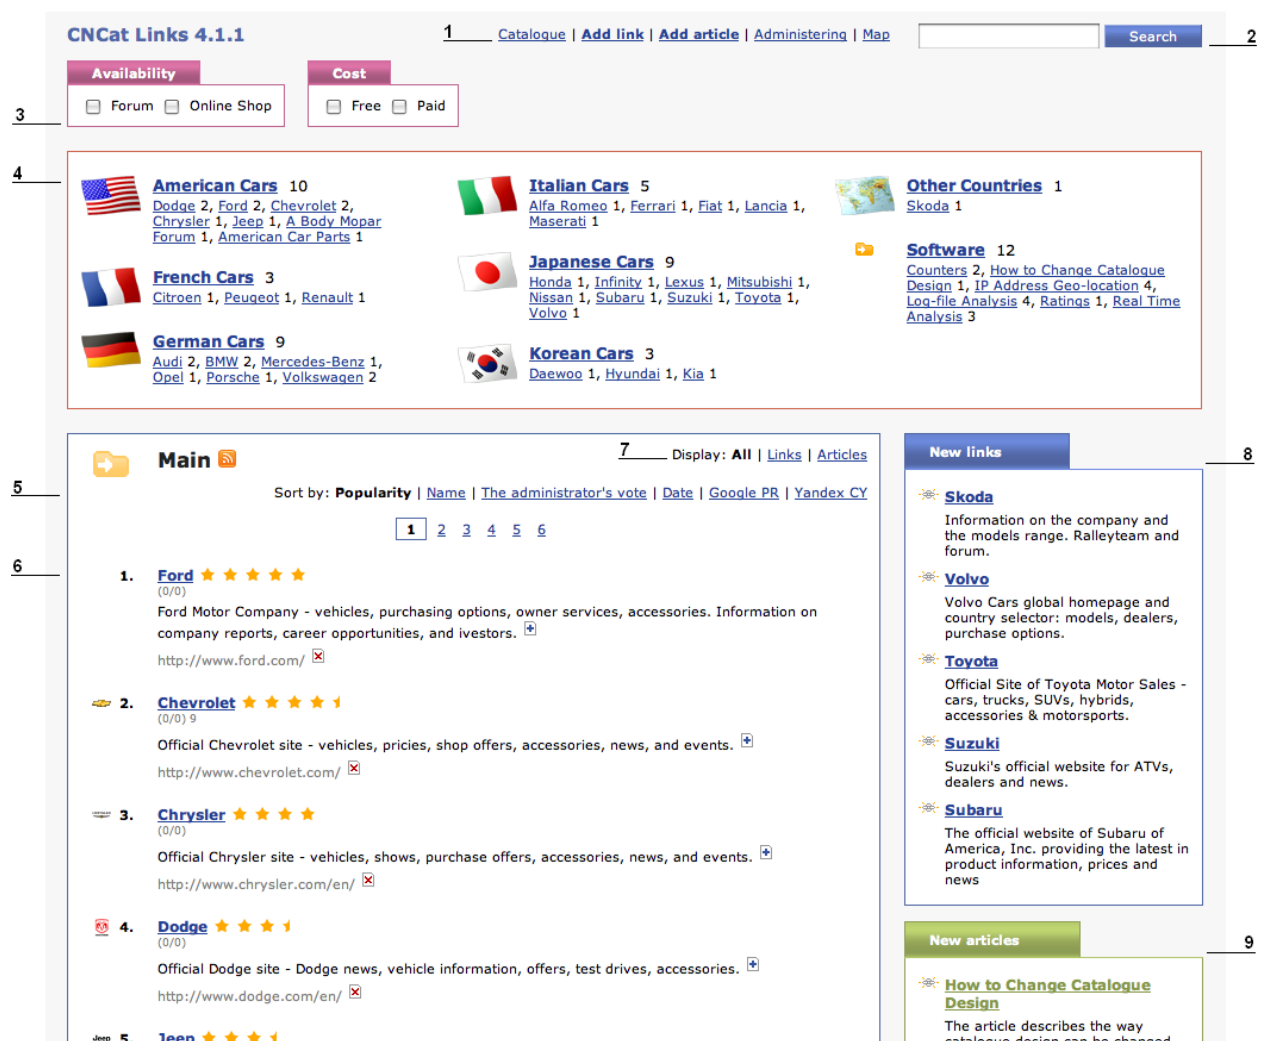 CNCat Links 4.1.1
1 Catalogue | Add link | Add article | Administering | Map
Search 2
Availability
Forum Online Shop
Cost
Free Paid
3
4
American Cars 10
Dodge 2, Ford 2, Chevrolet 2,
Chrysler 1, Jeep 1, A Body Mopar
Forum 1, American Car Parts 1
French Cars 3
Citroen 1, Peugeot 1, Renault 1
German Cars 9
Audi 2, BMW 2, Mercedes-Benz 1,
Opel 1, Porsche 1, Volkswagen 2
Italian Cars 5
Alfa Romeo 1, Ferrari 1, Fiat 1, Lancia 1,
Maserati 1
Japanese Cars 9
Honda 1, Infinity 1, Lexus 1, Mitsubishi 1,
Nissan 1, Subaru 1, Suzuki 1, Toyota 1,
Volvo 1
Korean Cars 3
Daewoo 1, Hyundai 1, Kia 1
Other Countries 1
Skoda 1
Software 12
Counters 2, How to Change Catalogue
Design 1, IP Address Geo-location 4,
Log-file Analysis 4, Ratings 1, Real Time
Analysis 3
Main
7 Display: All | Links | Articles
5
Sort by: Popularity | Name | The administrator's vote | Date | Google PR | Yandex CY
1 2 3 4 5 6
6
1. Ford
(0/0)
Ford Motor Company - vehicles, purchasing options, owner services, accessories. Information on
company reports, career opportunities, and ivestors.
http://www.ford.com/
2. Chevrolet
(0/0) 9
Official Chevrolet site - vehicles, prices, shop offers, accessories, news, and events.
http://www.chevrolet.com/
3. Chrysler
(0/0)
Official Chrysler site - vehicles, shows, purchase offers, accessories, news, and events.
http://www.chrysler.com/en/
4. Dodge
(0/0)
Official Dodge site - Dodge news, vehicle information, offers, test drives, accessories.
http://www.dodge.com/en/
Jeep 5. Jeep
New links
8
Skoda
Information on the company and
the models range. Ralleyteam and
forum.
Volvo
Volvo Cars global homepage and
country selector: models, dealers,
purchase options.
Toyota
Official Site of Toyota Motor Sales -
cars, trucks, SUVs, hybrids,
accessories & motorsports.
Suzuki
Suzuki's official website for ATVs,
dealers and news.
Subaru
The official website of Subaru of
America, Inc. providing the latest in
product information, prices and
news
New articles
9
How to Change Catalogue
Design
The article describes the way
catalogue design can be changed